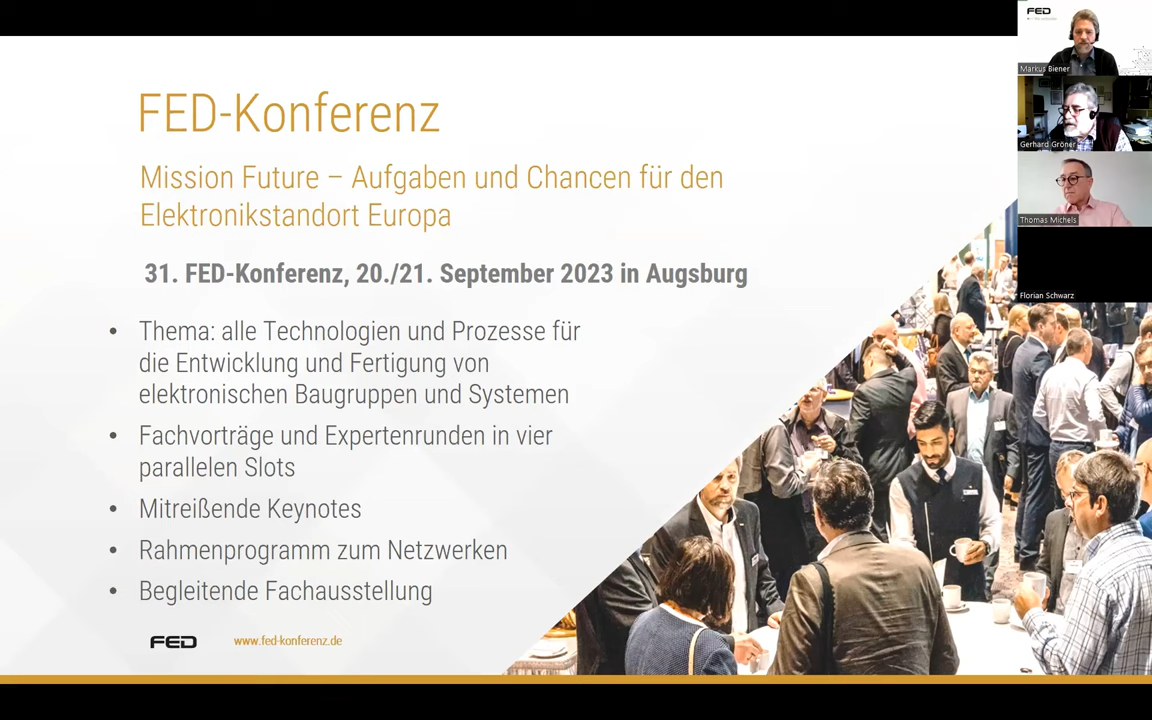 FED-Konferenz
Mission Future – Aufgaben und Chancen für den
Elektronikstandort Europa
31. FED-Konferenz, 20./21. September 2023 in Augsburg
• Thema: alle Technologien und Prozesse für
die Entwicklung und Fertigung von
elektronischen Baugruppen und Systemen
• Fachvorträge und Expertenrunden in vier
parallelen Slots
• Mitreißende Keynotes
• Rahmenprogramm zum Netzwerken
• Begleitende Fachausstellung
FED
www.fed-konferenz.de
FED
Markus Biener
Gerhard Gröner
Thomas Michels
Florian Schwarz